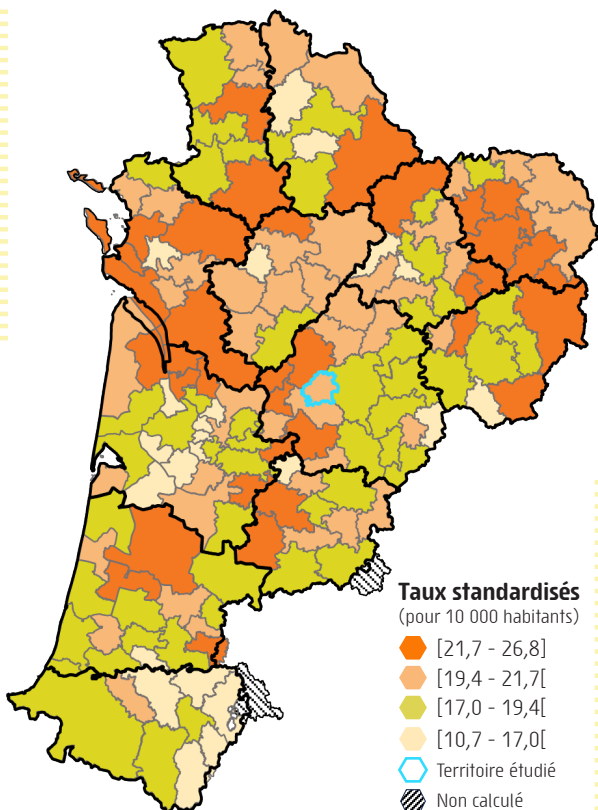 Taux standardisés
(pour 10 000 habitants)
[21,7 - 26,8]
[19,4 - 21,7[
[17,0 - 19,4[
[10,7 - 17,0[
Territoire étudié
Non calculé